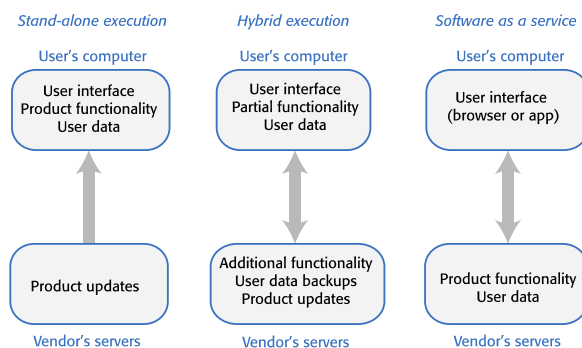 Stand-alone execution
User's computer
User interface
Product functionality
User data
Product updates
Vendor's servers
Hybrid execution
User's computer
User interface
Partial functionality
User data
Additional functionality
User data backups
Product updates
Vendor's servers
Software as a service
User's computer
User interface
(browser or app)
Product functionality
User data
Vendor's servers